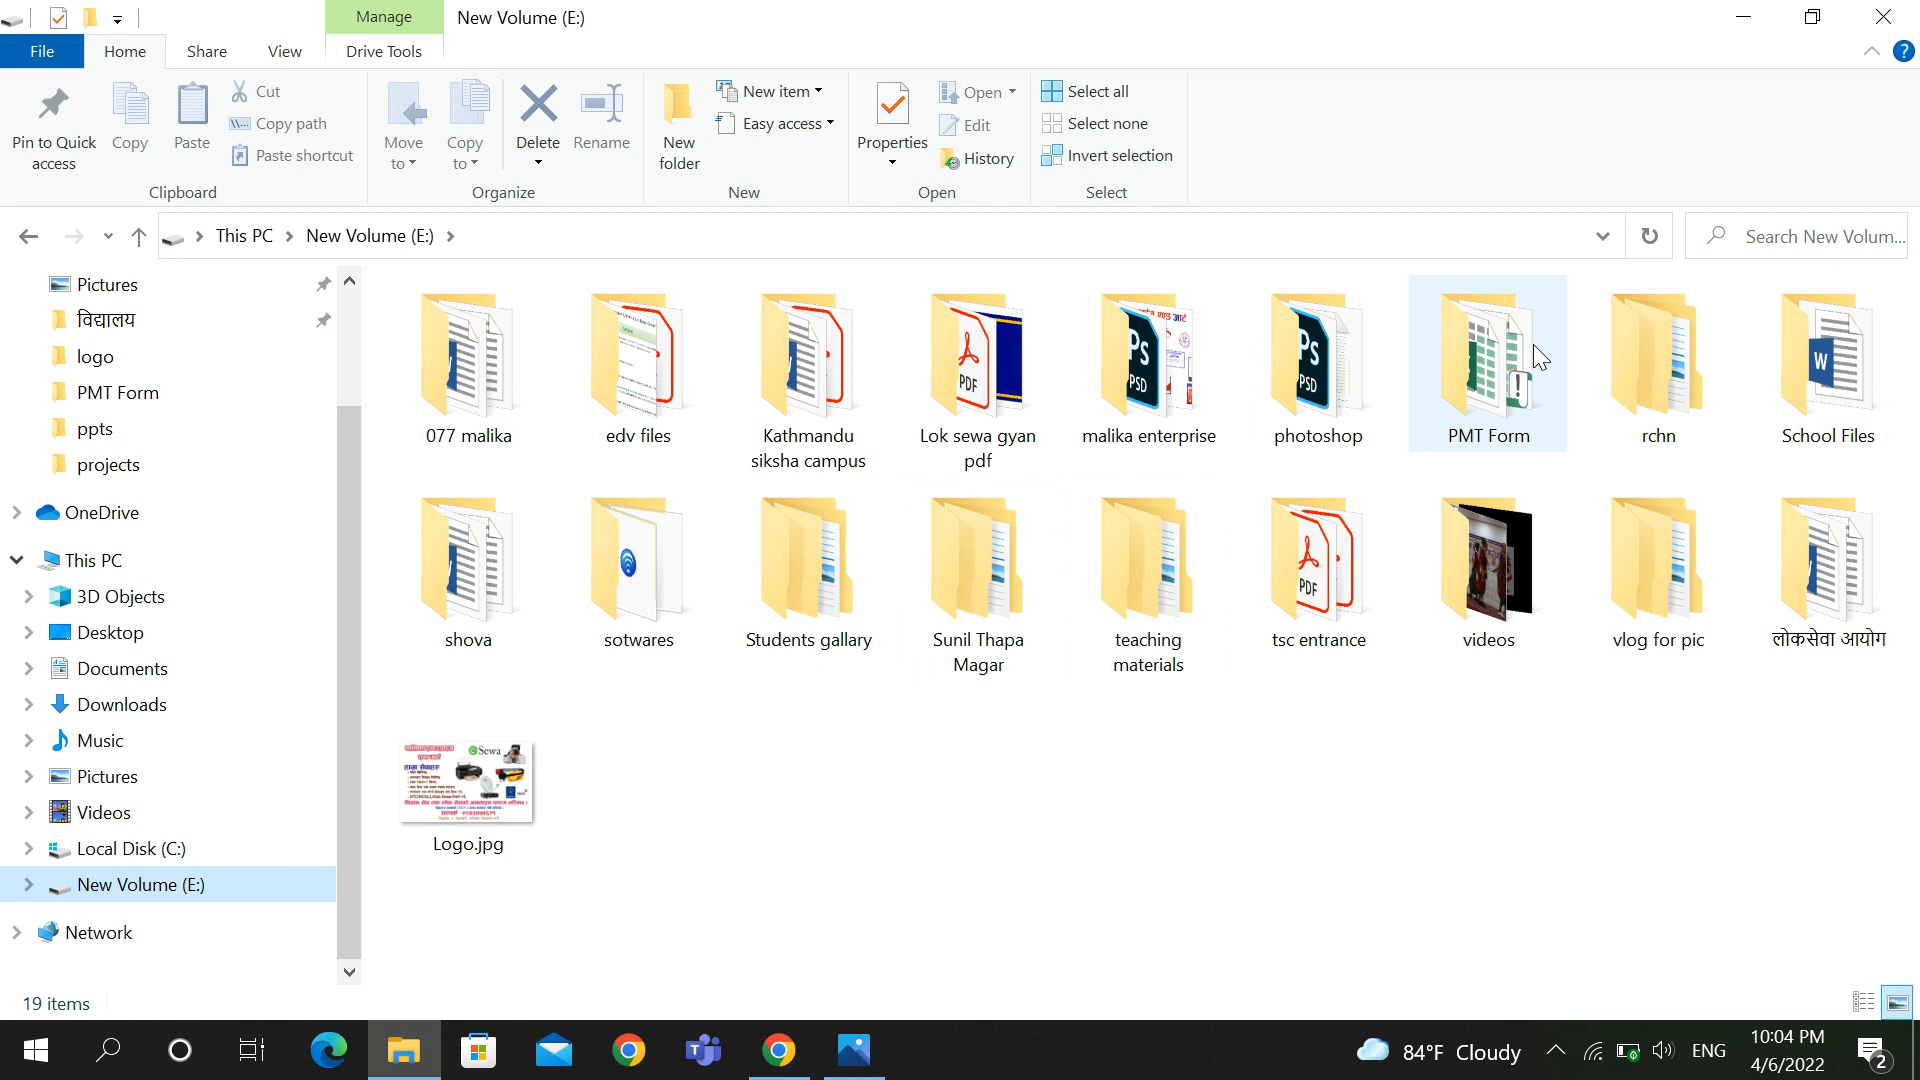 Manage
New Volume (E:)
File
Home
Share
View
Drive Tools
Pin to Quick access
Copy
Paste
Cut
Copy path
Paste shortcut
Clipboard
Move to
Copy to
Delete
Rename
Organize
New folder
New item
Easy access
New
Properties
Open
Edit
History
Open
Select all
Select none
Invert selection
Select
This PC
New Volume (E:)
Search New Volum...
Pictures
विद्यालय
logo
PMT Form
ppts
projects
OneDrive
This PC
3D Objects
Desktop
Documents
Downloads
Music
Pictures
Videos
Local Disk (C:)
New Volume (E:)
Network
077 malika
edv files
Kathmandu siksha campus
Lok sewa gyan pdf
malika enterprise
photoshop
PMT Form
rchn
School Files
shova
sotwares
Students gallary
Sunil Thapa Magar
teaching materials
tsc entrance
videos
vlog for pic
लोकसेवा आयोग
Logo.jpg
19 items
84°F Cloudy
ENG
10:04 PM
4/6/2022
2